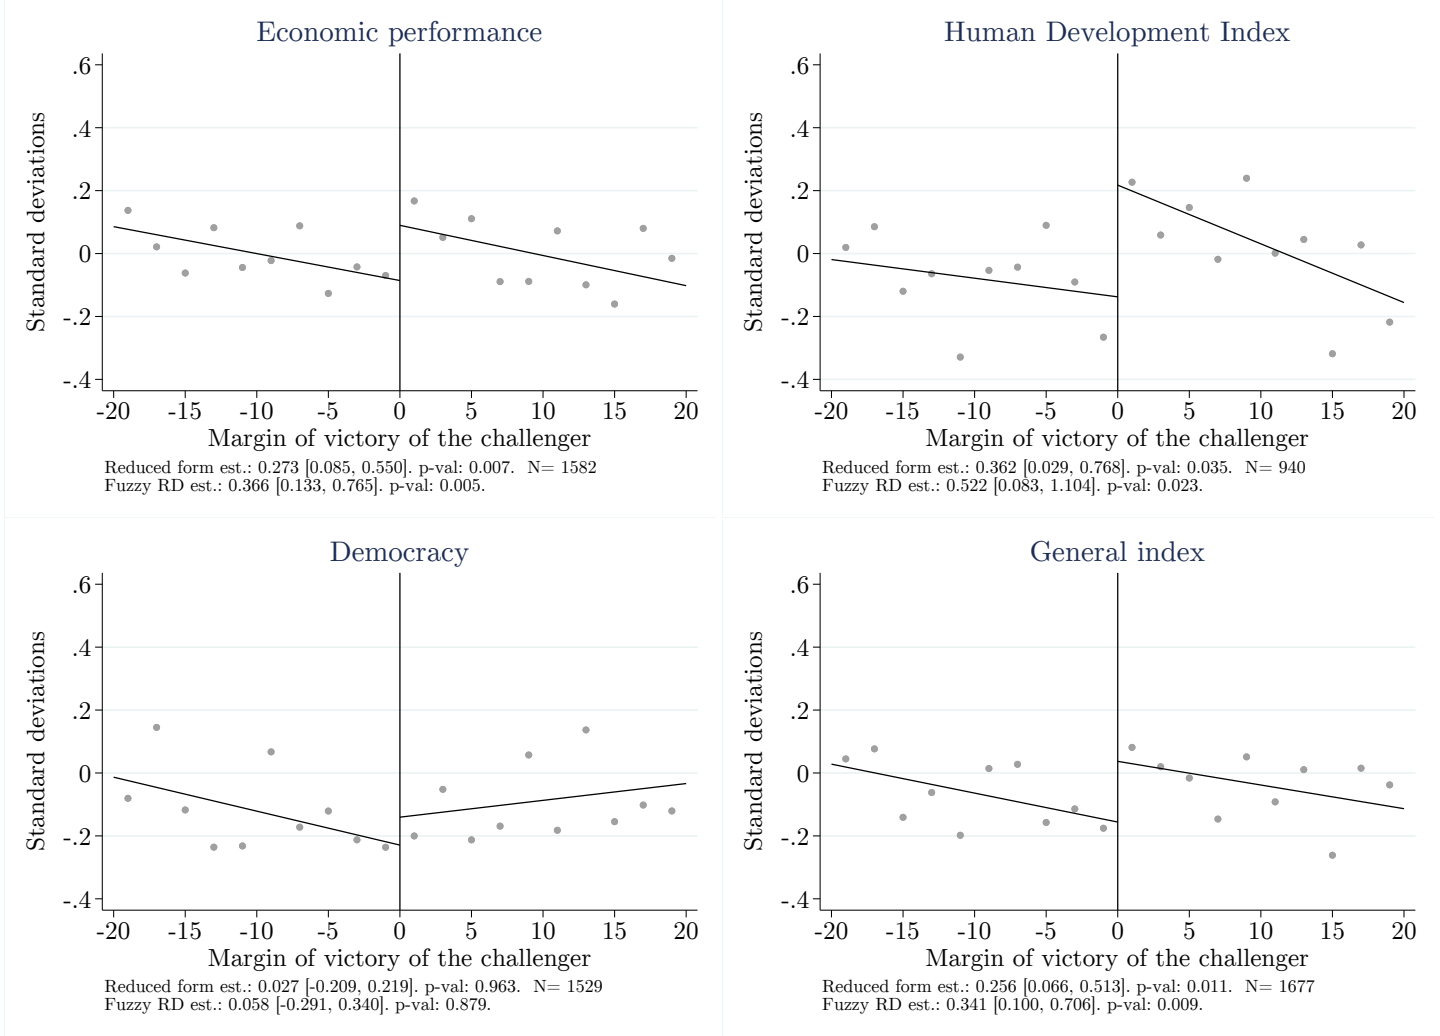 Economic performance
Standard deviations
.6
.4
.2
0
-.2
-.4
-20 -15 -10 -5 0 5 10 15 20
Margin of victory of the challenger
Reduced form est.: 0.273 [0.085, 0.550]. p-val: 0.007. N= 1582
Fuzzy RD est.: 0.366 [0.133, 0.765]. p-val: 0.005.
Human Development Index
Standard deviations
.6
.4
.2
0
-.2
-.4
-20 -15 -10 -5 0 5 10 15 20
Margin of victory of the challenger
Reduced form est.: 0.362 [0.029, 0.768]. p-val: 0.035. N= 940
Fuzzy RD est.: 0.522 [0.083, 1.104]. p-val: 0.023.
Democracy
Standard deviations
.6
.4
.2
0
-.2
-.4
-20 -15 -10 -5 0 5 10 15 20
Margin of victory of the challenger
Reduced form est.: 0.027 [-0.209, 0.219]. p-val: 0.963. N= 1529
Fuzzy RD est.: 0.058 [-0.291, 0.340]. p-val: 0.879.
General index
Standard deviations
.6
.4
.2
0
-.2
-.4
-20 -15 -10 -5 0 5 10 15 20
Margin of victory of the challenger
Reduced form est.: 0.256 [0.066, 0.513]. p-val: 0.011. N= 1677
Fuzzy RD est.: 0.341 [0.100, 0.706]. p-val: 0.009.